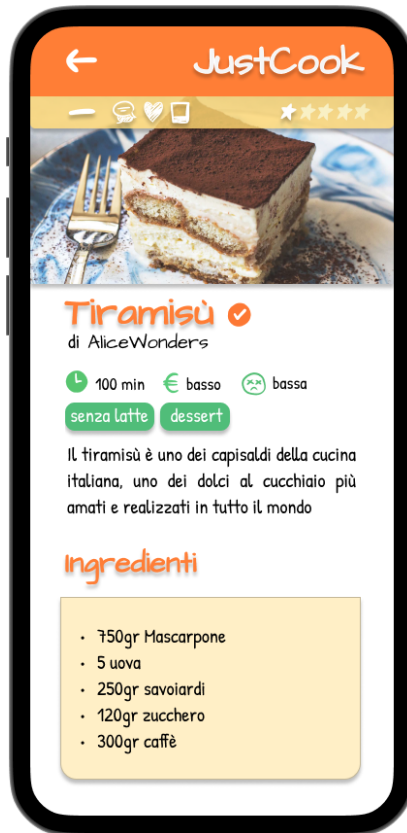 JustCook
Tiramisù
di AliceWonders
100 min € basso bassa
senza latte dessert
Il tiramisù è uno dei capisaldi della cucina
italiana, uno dei dolci al cucchiaio più
amati e realizzati in tutto il mondo
Ingredienti
• 750gr Mascarpone
• 5 uova
• 250gr savoiardi
• 120gr zucchero
• 300gr caffè